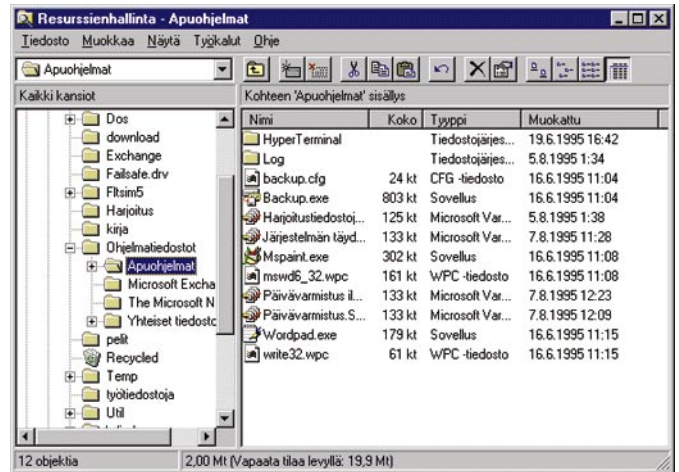 Resurssienhallinta - Apuohjelmat
Tiedosto Muokkaa Näytä Työkalut Ohje
Apuohjelmat
Kaikki kansiot
Kohteen 'Apuohjelmat' sisällys
Dos
download
Exchange
Failsafe.drv
Fltsim5
Harjoitus
kirja
Ohjelmatiedostot
Apuohjelmat
Microsoft Excha
The Microsoft N
Yhteiset tiedosto
pelit
Recycled
Temp
työtiedostoja
Util
Nimi Koko Tyyppi Muokattu
HyperTerminal Tiedostojärjes... 19.6.1995 16:42
Log Tiedostojärjes... 5.8.1995 1:34
backup.cfg 24 kt CFG -tiedosto 16.6.1995 11:04
Backup.exe 803 kt Sovellus 16.6.1995 11:04
Harjoitustiedostoj... 125 kt Microsoft Var... 5.8.1995 1:38
Järjestelmän täyd... 133 kt Microsoft Var... 7.8.1995 11:28
Mspaint.exe 302 kt Sovellus 16.6.1995 11:08
mswd6_32.wpc 161 kt WPC -tiedosto 16.6.1995 11:08
Päivävarmistus il... 133 kt Microsoft Var... 7.8.1995 12:23
Päivävarmistus.S... 133 kt Microsoft Var... 7.8.1995 12:09
Wordpad.exe 179 kt Sovellus 16.6.1995 11:15
write32.wpc 61 kt WPC -tiedosto 16.6.1995 11:15
12 objektia
2,00 Mt (Vapaata tilaa levyllä: 19,9 Mt)